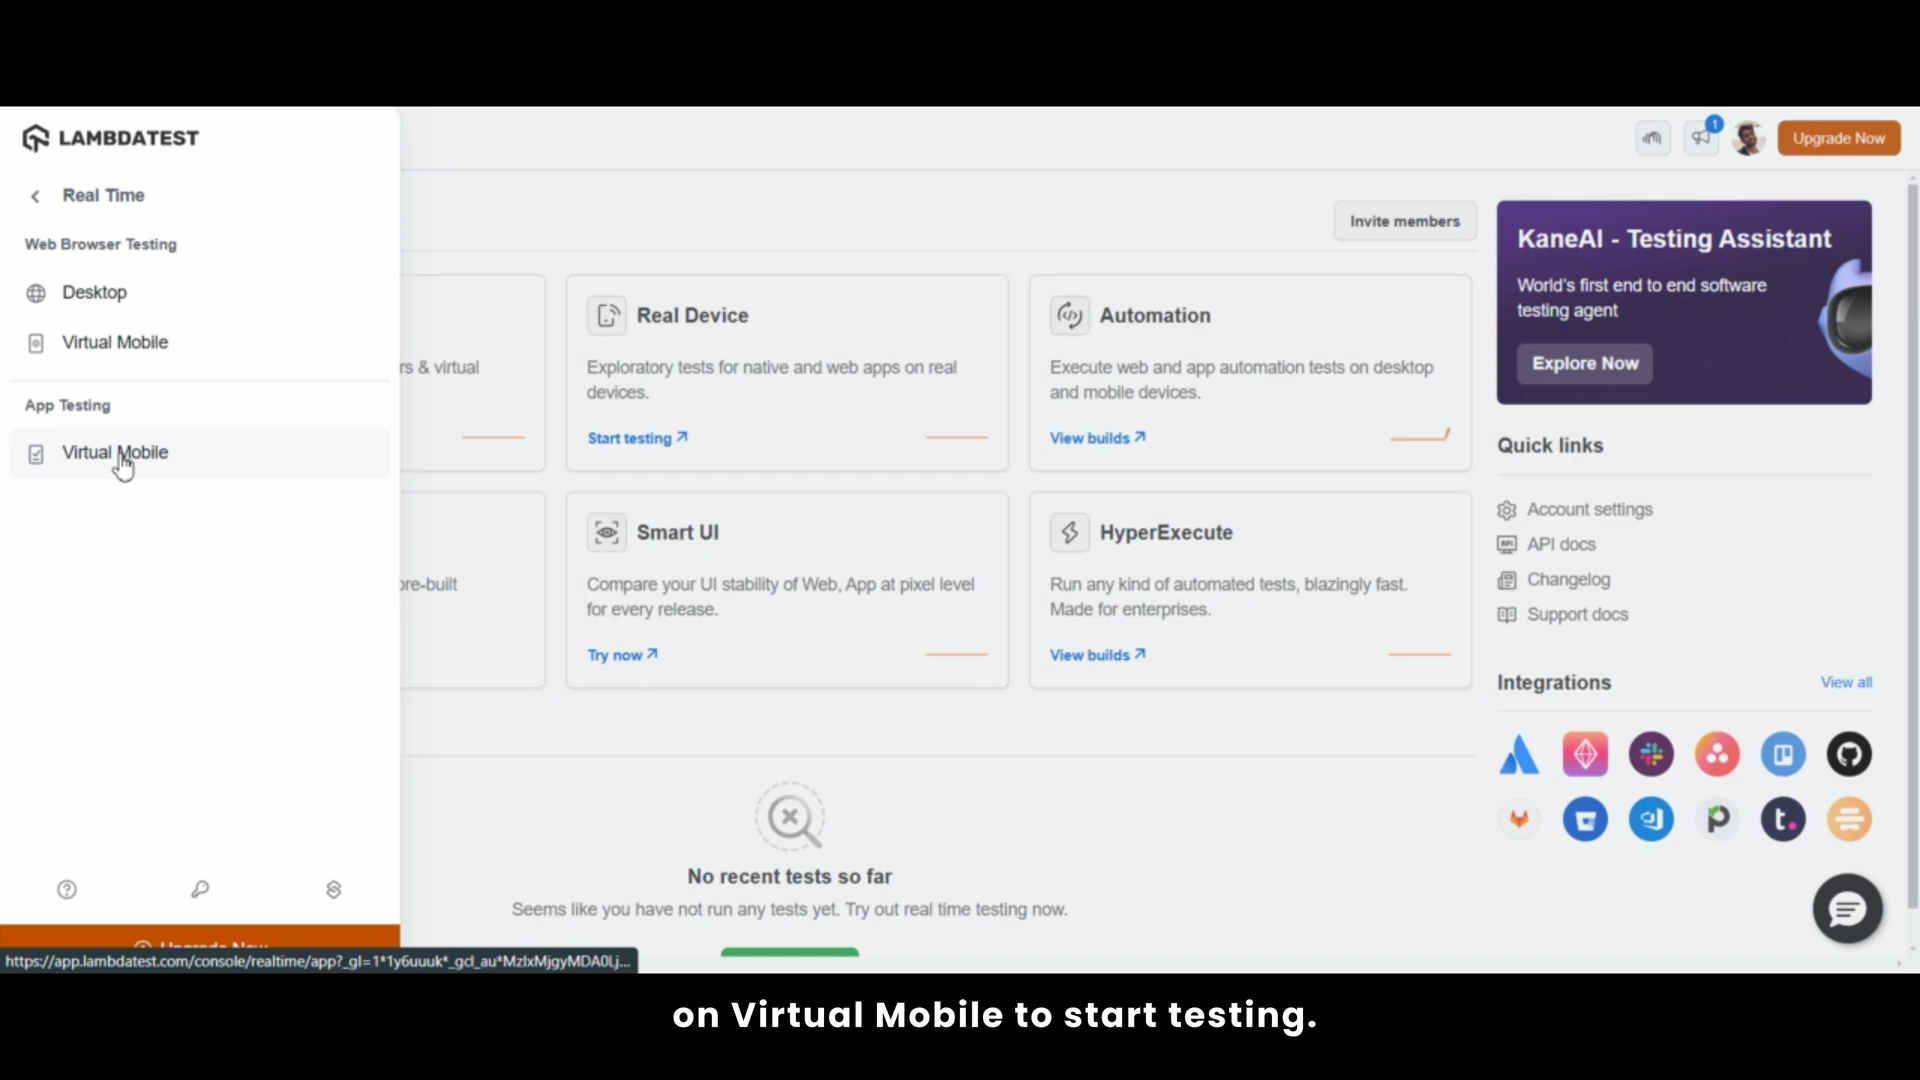 LAMBDATEST
Real Time
Web Browser Testing
Desktop
Virtual Mobile
App Testing
Virtual Mobile
Upgrade Now
https://app.lambdatest.com/console/realtime/app?_gl=1*1y6uuuk*_gcl_au*MzIxMjgyMDA0Lj...
1
Upgrade Now
Invite members
rs & virtual
Real Device
Exploratory tests for native and web apps on real
devices.
Start testing
Automation
Execute web and app automation tests on desktop
and mobile devices.
View builds
ore-built
Smart UI
Compare your UI stability of Web, App at pixel level
for every release.
Try now
HyperExecute
Run any kind of automated tests, blazingly fast.
Made for enterprises.
View builds
No recent tests so far
Seems like you have not run any tests yet. Try out real time testing now.
KaneAI - Testing Assistant
World's first end to end software
testing agent
Explore Now
Quick links
Account settings
API docs
Changelog
Support docs
Integrations
View all
on Virtual Mobile to start testing.